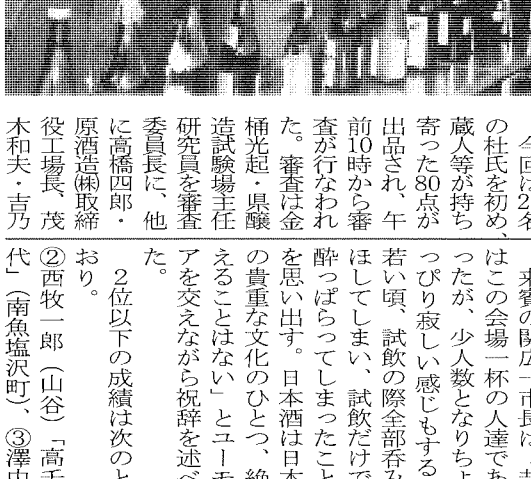 今回は2名
の杜氏を初め、
蔵人等が持ち
寄った80点が
出品され、午
前10時から審
査が行なわれ
た。審査は金
桶光起・県醸
造試験場主任
研究員を審査
委員長に、他
に高橋四郎・
原酒造㈱取締
役工場長、茂
木和夫・吉乃
来賓の関広一市長は
はこの会場一杯の人達であ
ったが、少人数となりちょ
っぴり寂しい感じもする
若い頃、試飲の際全部呑み
ほしてしまい、試飲だけで
酔っぱらってしまったこと
を思い出す。日本酒は日本
の貴重な文化のひとつ、絶
えることはない」とユーモ
アを交えながら祝辞を述べ
た。
2位以下の成績は次のと
おり。
②西牧一郎（山谷）「高千
代」（南魚塩沢町）、③澤